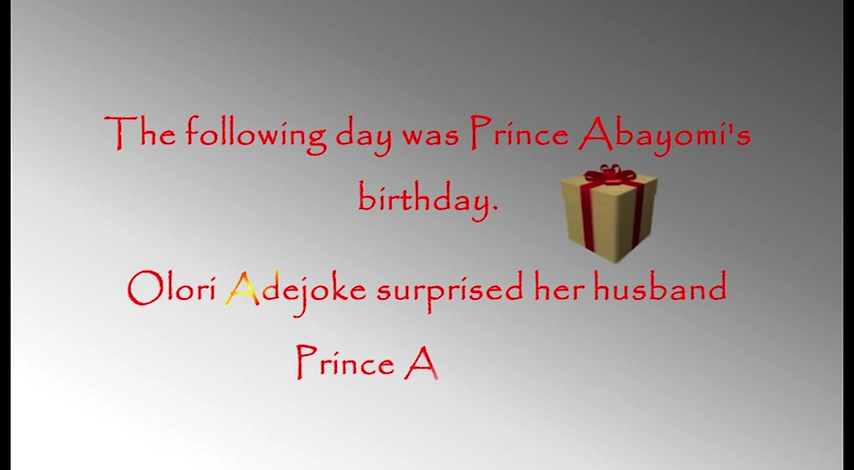 The following day was Prince Abayomi's
birthday.
Olori Adejoke surprised her husband
Prince A